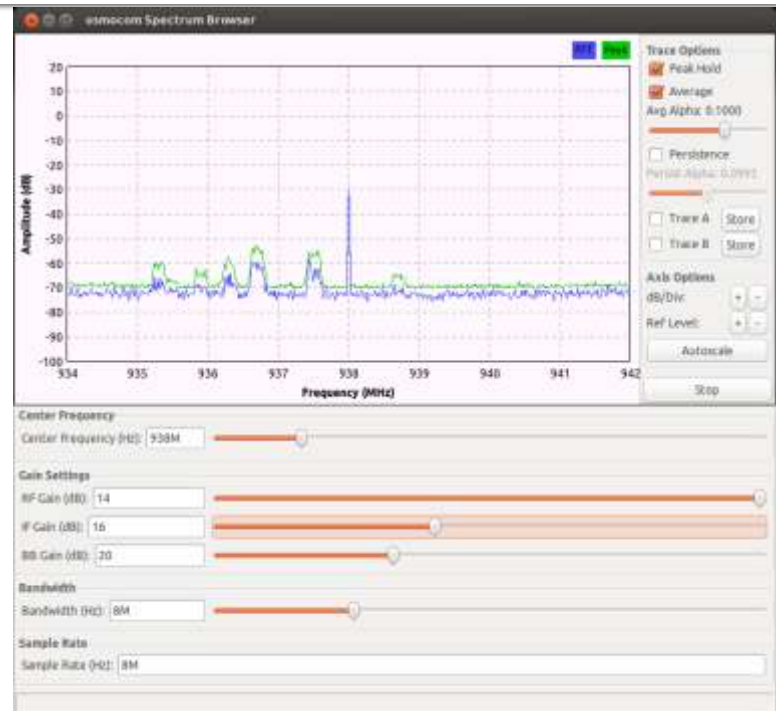 osmocom Spectrum Browser
FFT Peak
20
10
0
-10
-20
-30
-40
-50
-60
-70
-80
-90
-100
Amplitude (dB)
934 935 936 937 938 939 940 941 942
Frequency (MHz)
Trace Options
Peak Hold
Average
Avg Alpha: 0.1000
Persistence
Persist Alpha:
Trace A Store
Trace B Store
Axis Options
dB/Div: + -
Ref Level: + -
Autoscale
Stop
Center Frequency
Center Frequency (Hz): 938M
Gain Settings
RF Gain (dB): 14
IF Gain (dB): 16
BB Gain (dB): 20
Bandwidth
Bandwidth (Hz): 8M
Sample Rate
Sample Rate (Hz): 8M